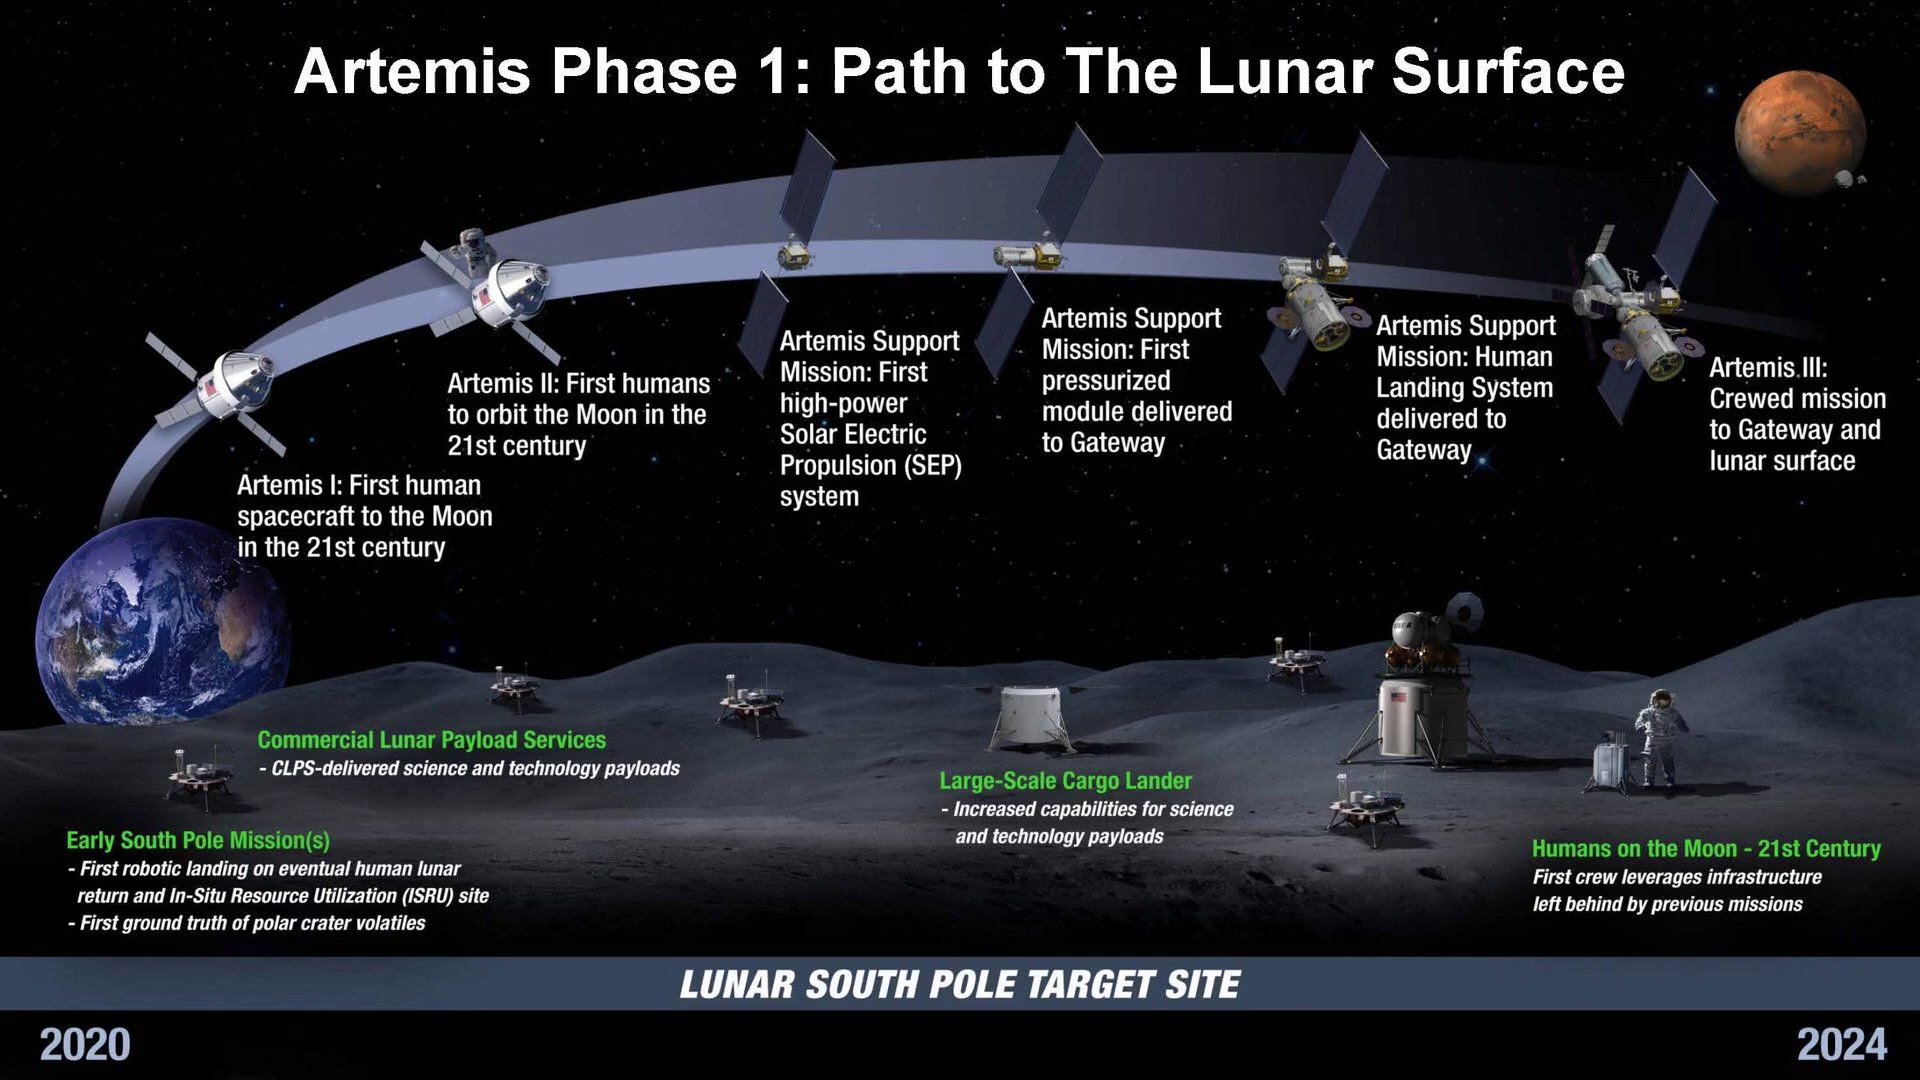 Artemis Phase 1: Path to The Lunar Surface
Artemis I: First human
spacecraft to the Moon
in the 21st century
Artemis II: First humans
to orbit the Moon in the
21st century
Artemis Support
Mission: First
high-power
Solar Electric
Propulsion (SEP)
system
Artemis Support
Mission: First
pressurized
module delivered
to Gateway
Artemis Support
Mission: Human
Landing System
delivered to
Gateway
Artemis III:
Crewed mission
to Gateway and
lunar surface
Commercial Lunar Payload Services
- CLPS-delivered science and technology payloads
Early South Pole Mission(s)
- First robotic landing on eventual human lunar
return and In-Situ Resource Utilization (ISRU) site
- First ground truth of polar crater volatiles
Large-Scale Cargo Lander
- Increased capabilities for science
and technology payloads
Humans on the Moon - 21st Century
First crew leverages infrastructure
left behind by previous missions
LUNAR SOUTH POLE TARGET SITE
2020
2024